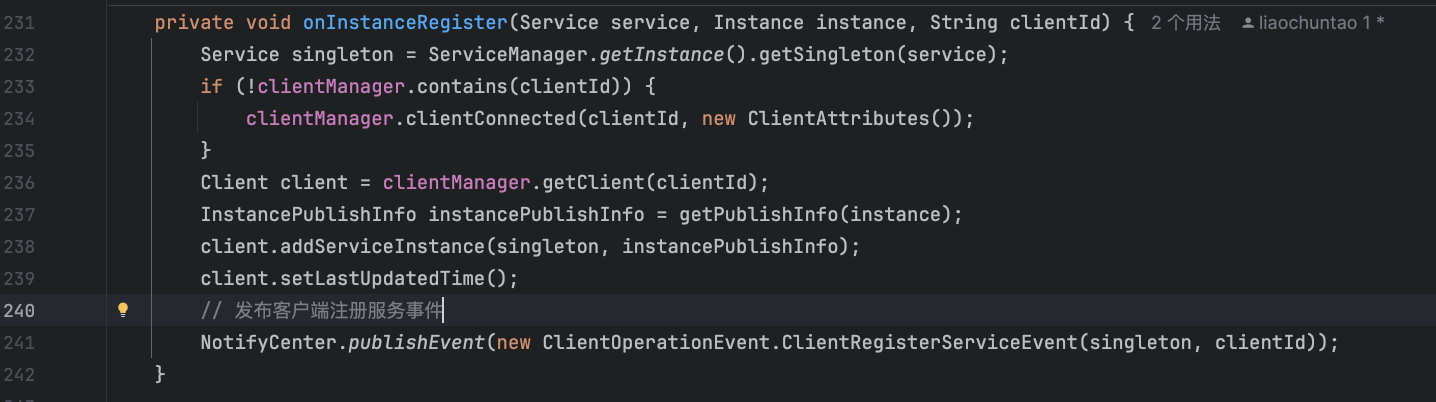 231 private void onInstanceRegister(Service service, Instance instance, String clientId) { 2 个用法 liaochuntao 1 *
232 Service singleton = ServiceManager.getInstance().getSingleton(service);
233 if (!clientManager.contains(clientId)) {
234 clientManager.clientConnected(clientId, new ClientAttributes());
235 }
236 Client client = clientManager.getClient(clientId);
237 InstancePublishInfo instancePublishInfo = getPublishInfo(instance);
238 client.addServiceInstance(singleton, instancePublishInfo);
239 client.setLastUpdatedTime();
240 // 发布客户端注册服务事件
241 NotifyCenter.publishEvent(new ClientOperationEvent.ClientRegisterServiceEvent(singleton, clientId));
242 }